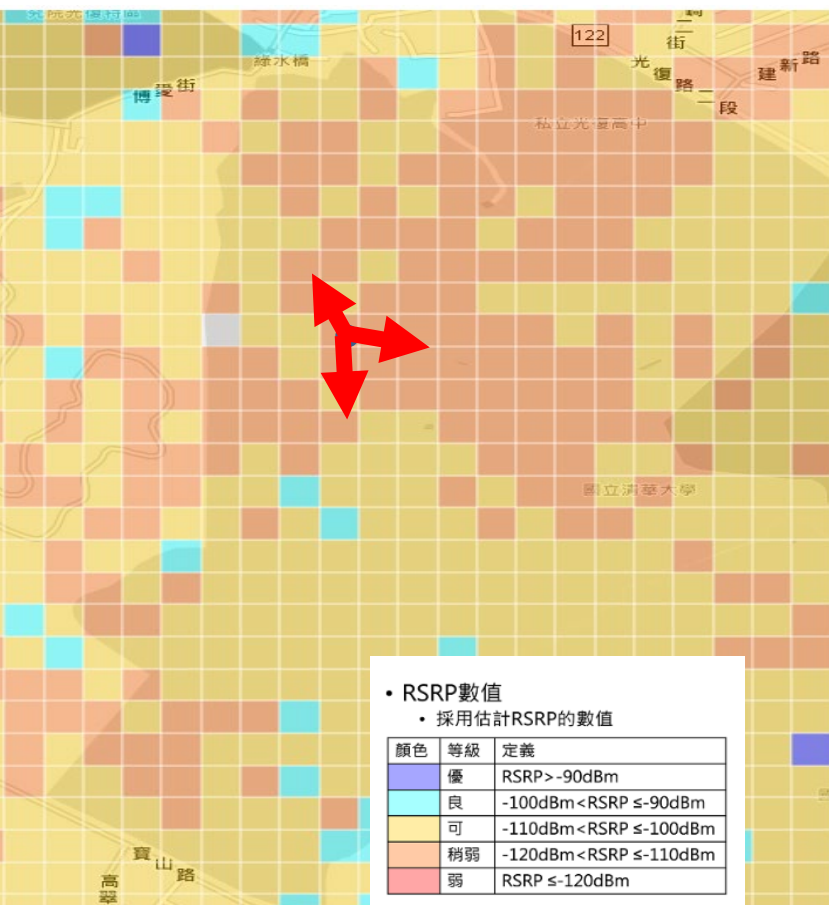 122
街
光復路二段
建新路
綠水橋
博愛街
私立光復高中
國立清華大學
寶山路
高翠
• RSRP數值
• 採用估計RSRP的數值
顏色 等級 定義
優 RSRP>-90dBm
良 -100dBm<RSRP ≤-90dBm
可 -110dBm<RSRP ≤-100dBm
稍弱 -120dBm<RSRP ≤-110dBm
弱 RSRP ≤-120dBm